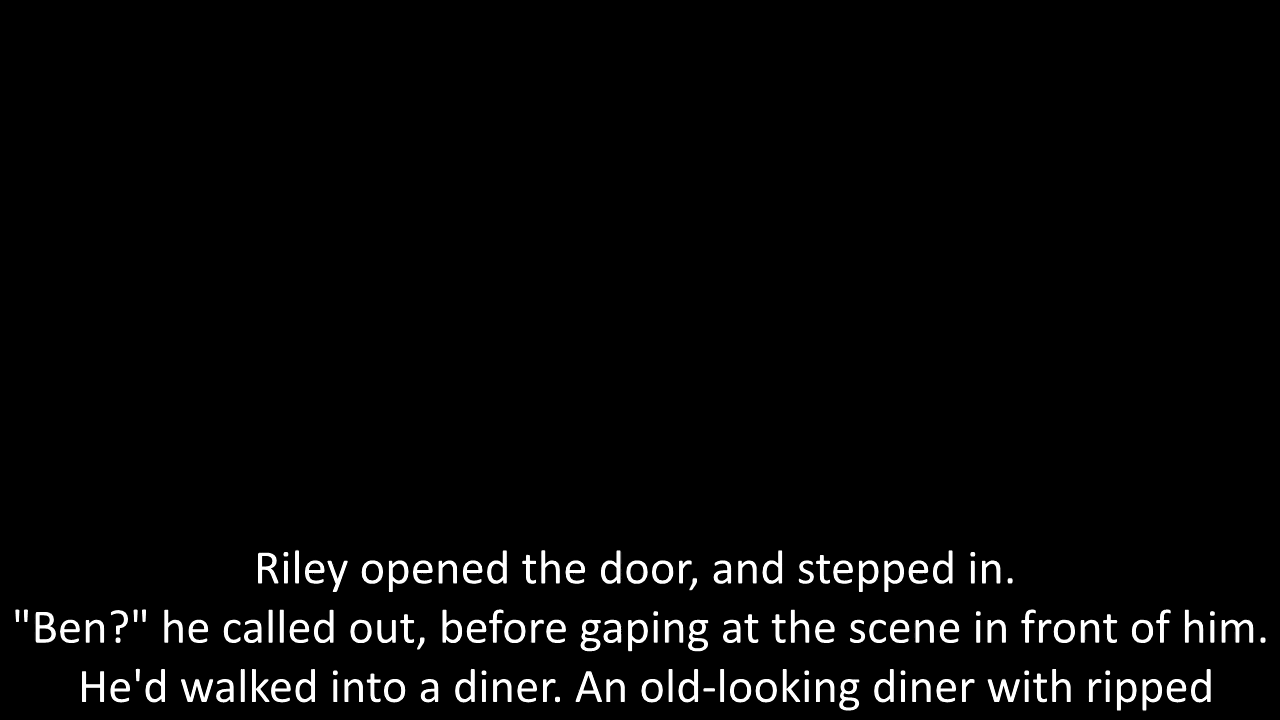 Riley opened the door, and stepped in.
"Ben?" he called out, before gaping at the scene in front of him.
He'd walked into a diner. An old-looking diner with ripped